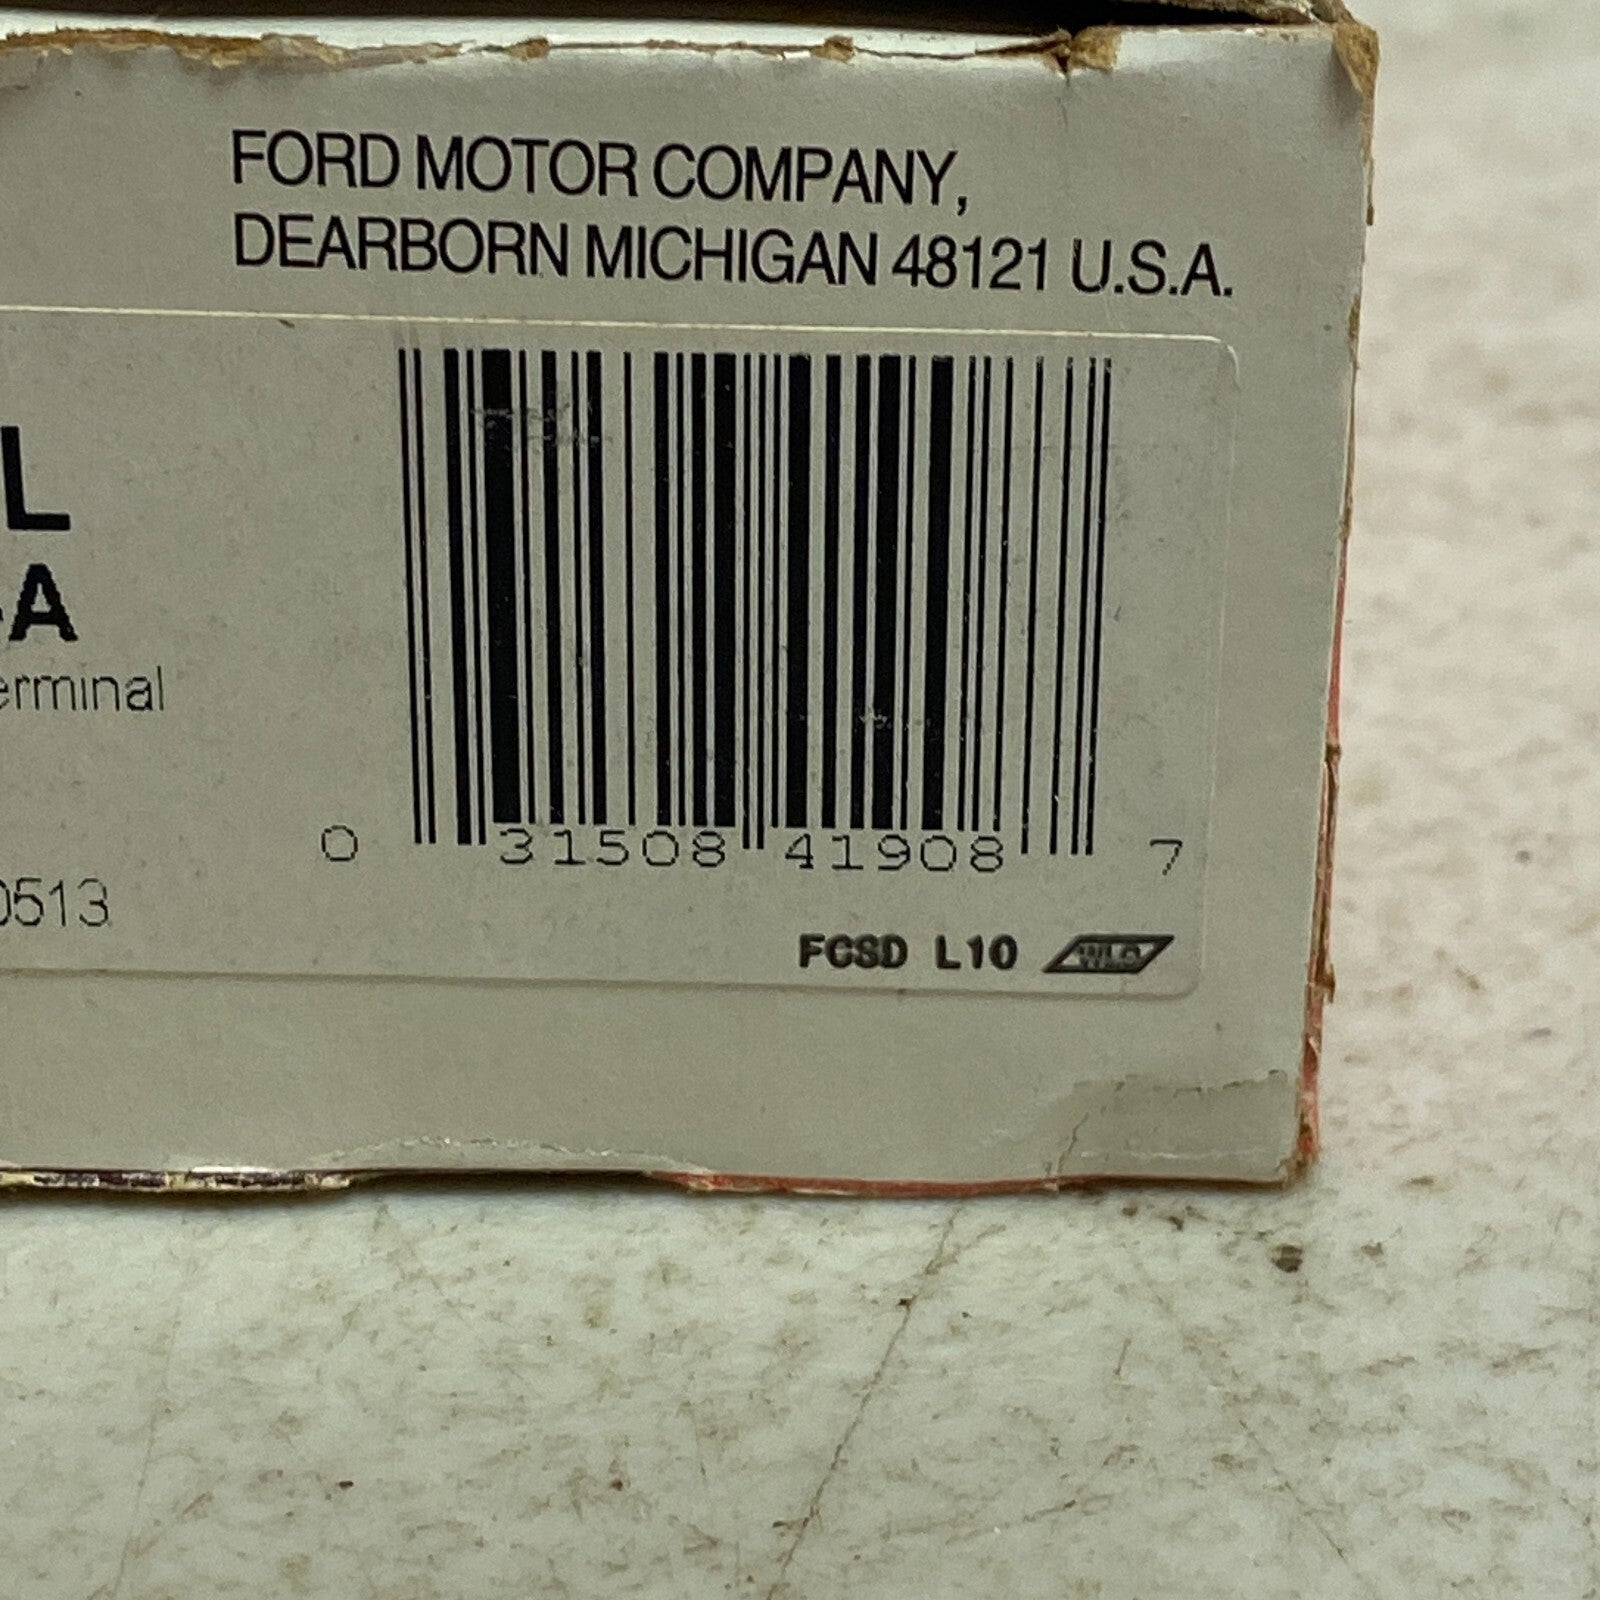 FORD MOTOR COMPANY,
DEARBORN MICHIGAN 48121 U.S.A.
L
-A
erminal
0 31508 41908 7
0513
FCSD L10